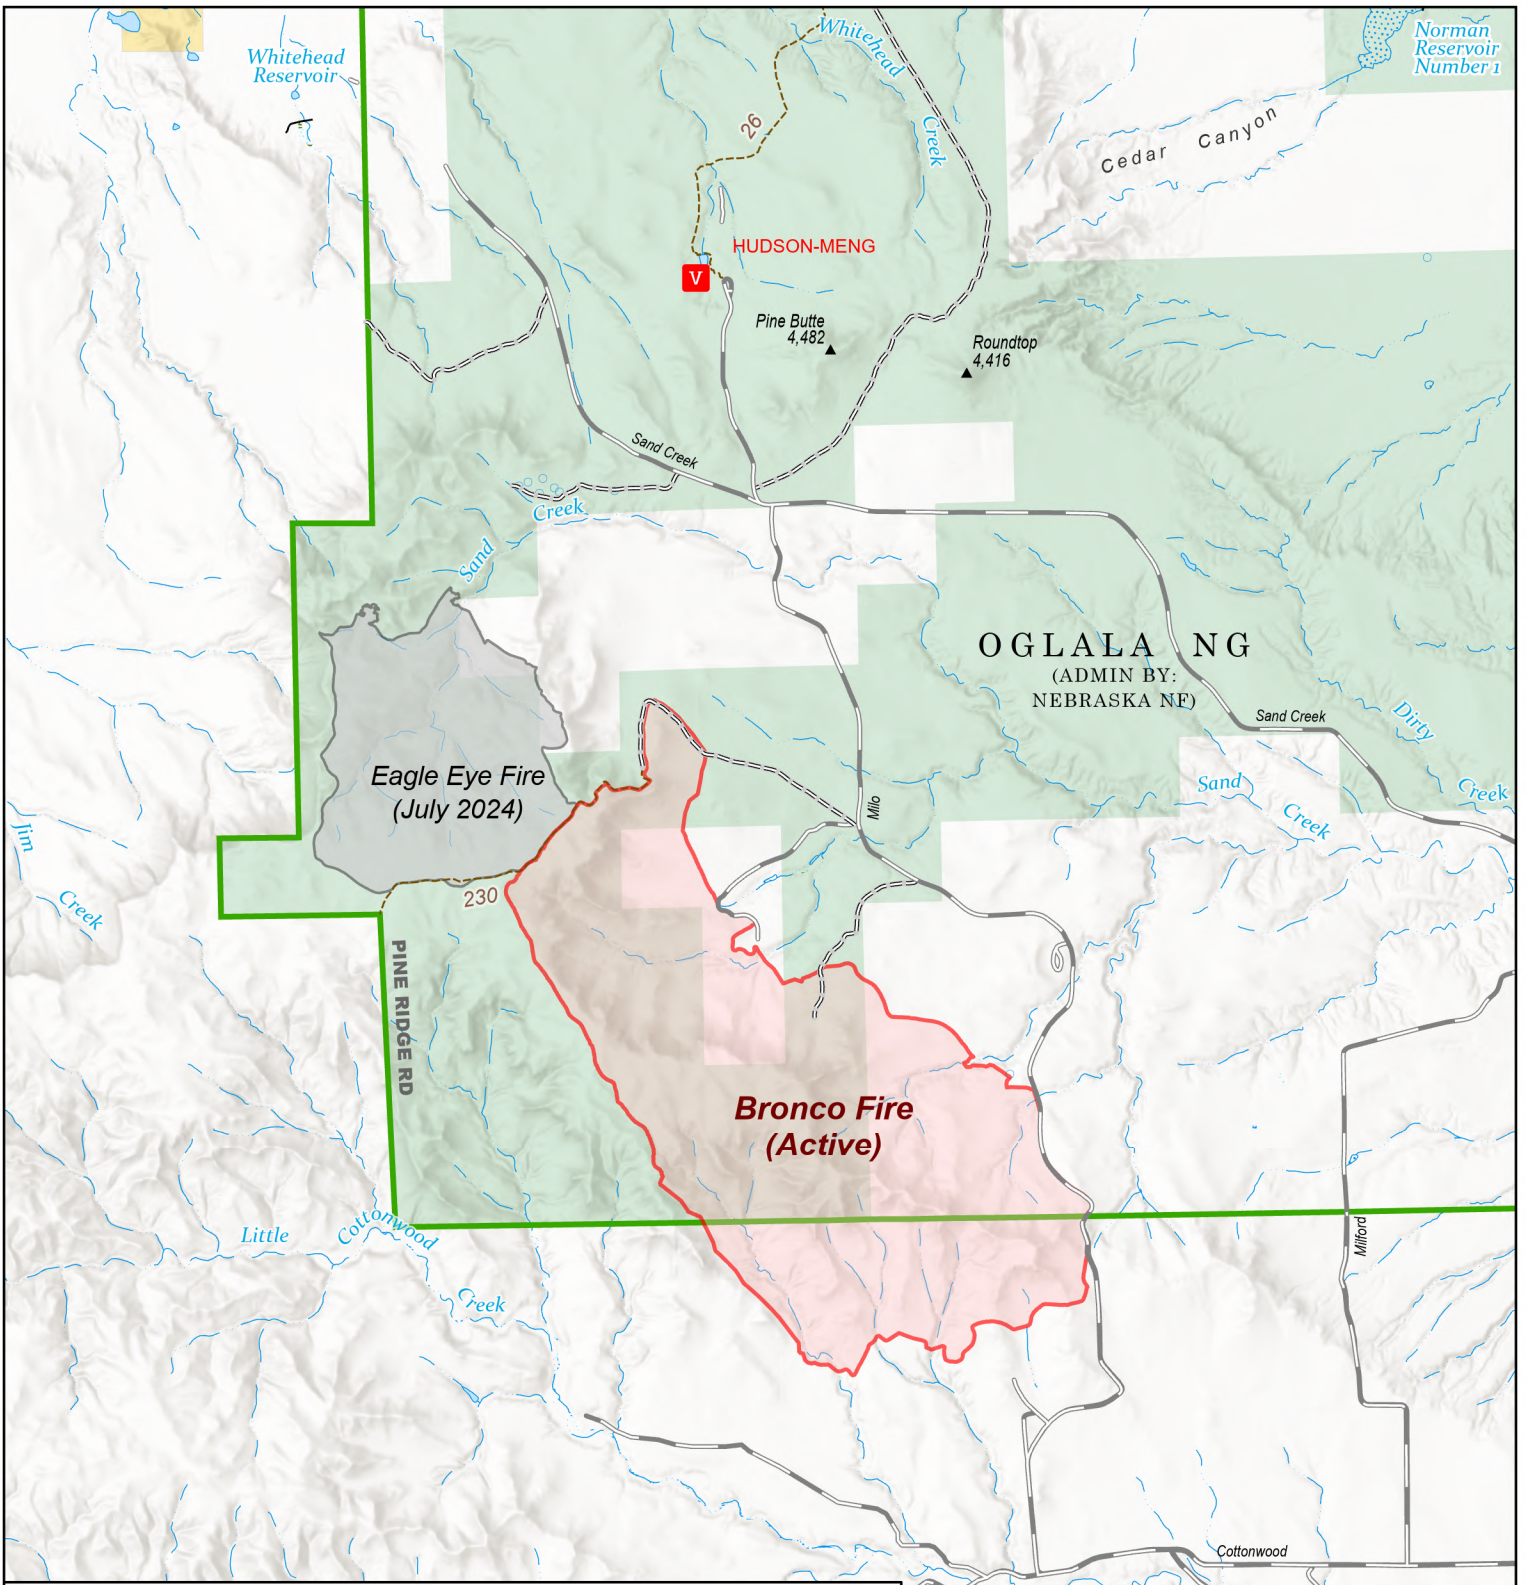 Whitehead
Reservoir
Whitehead
Creek
Norman
Reservoir
Number 1
26
Cedar Canyon
HUDSON-MENG
V
Pine Butte
4,482
Roundtop
4,416
Sand Creek
Sand
Creek
OGLALA NG
(ADMIN BY:
NEBRASKA NF)
Sand Creek
Dirty
Creek
Sand
Creek
Eagle Eye Fire
(July 2024)
Milo
Jim
Creek
230
PINE RIDGE RD
Bronco Fire
(Active)
Little
Cottonwood
Creek
Milford
Cottonwood